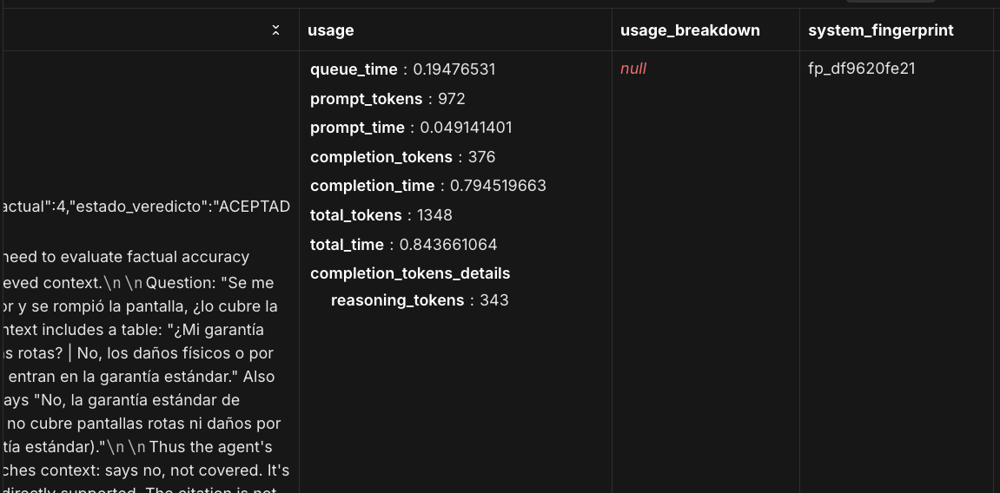 usage usage_breakdown system_fingerprint
queue_time : 0.19476531 null fp_df9620fe21
prompt_tokens : 972
prompt_time : 0.049141401
completion_tokens : 376
completion_time : 0.794519663
actual":4,"estado_veredicto":"ACEPTAD
total_tokens : 1348
total_time : 0.843661064
need to evaluate factual accuracy
completion_tokens_details
eved context.\n \n Question: "Se me
reasoning_tokens : 343
or y se rompió la pantalla, ¿lo cubre la
ntext includes a table: "¿Mi garantía
s rotas? | No, los daños físicos o por
entran en la garantía estándar." Also
ays "No, la garantía estándar de
no cubre pantallas rotas ni daños por
tía estándar)."\n \n Thus the agent's
ches context: says no, not covered. It's
directly supported. The citation is not